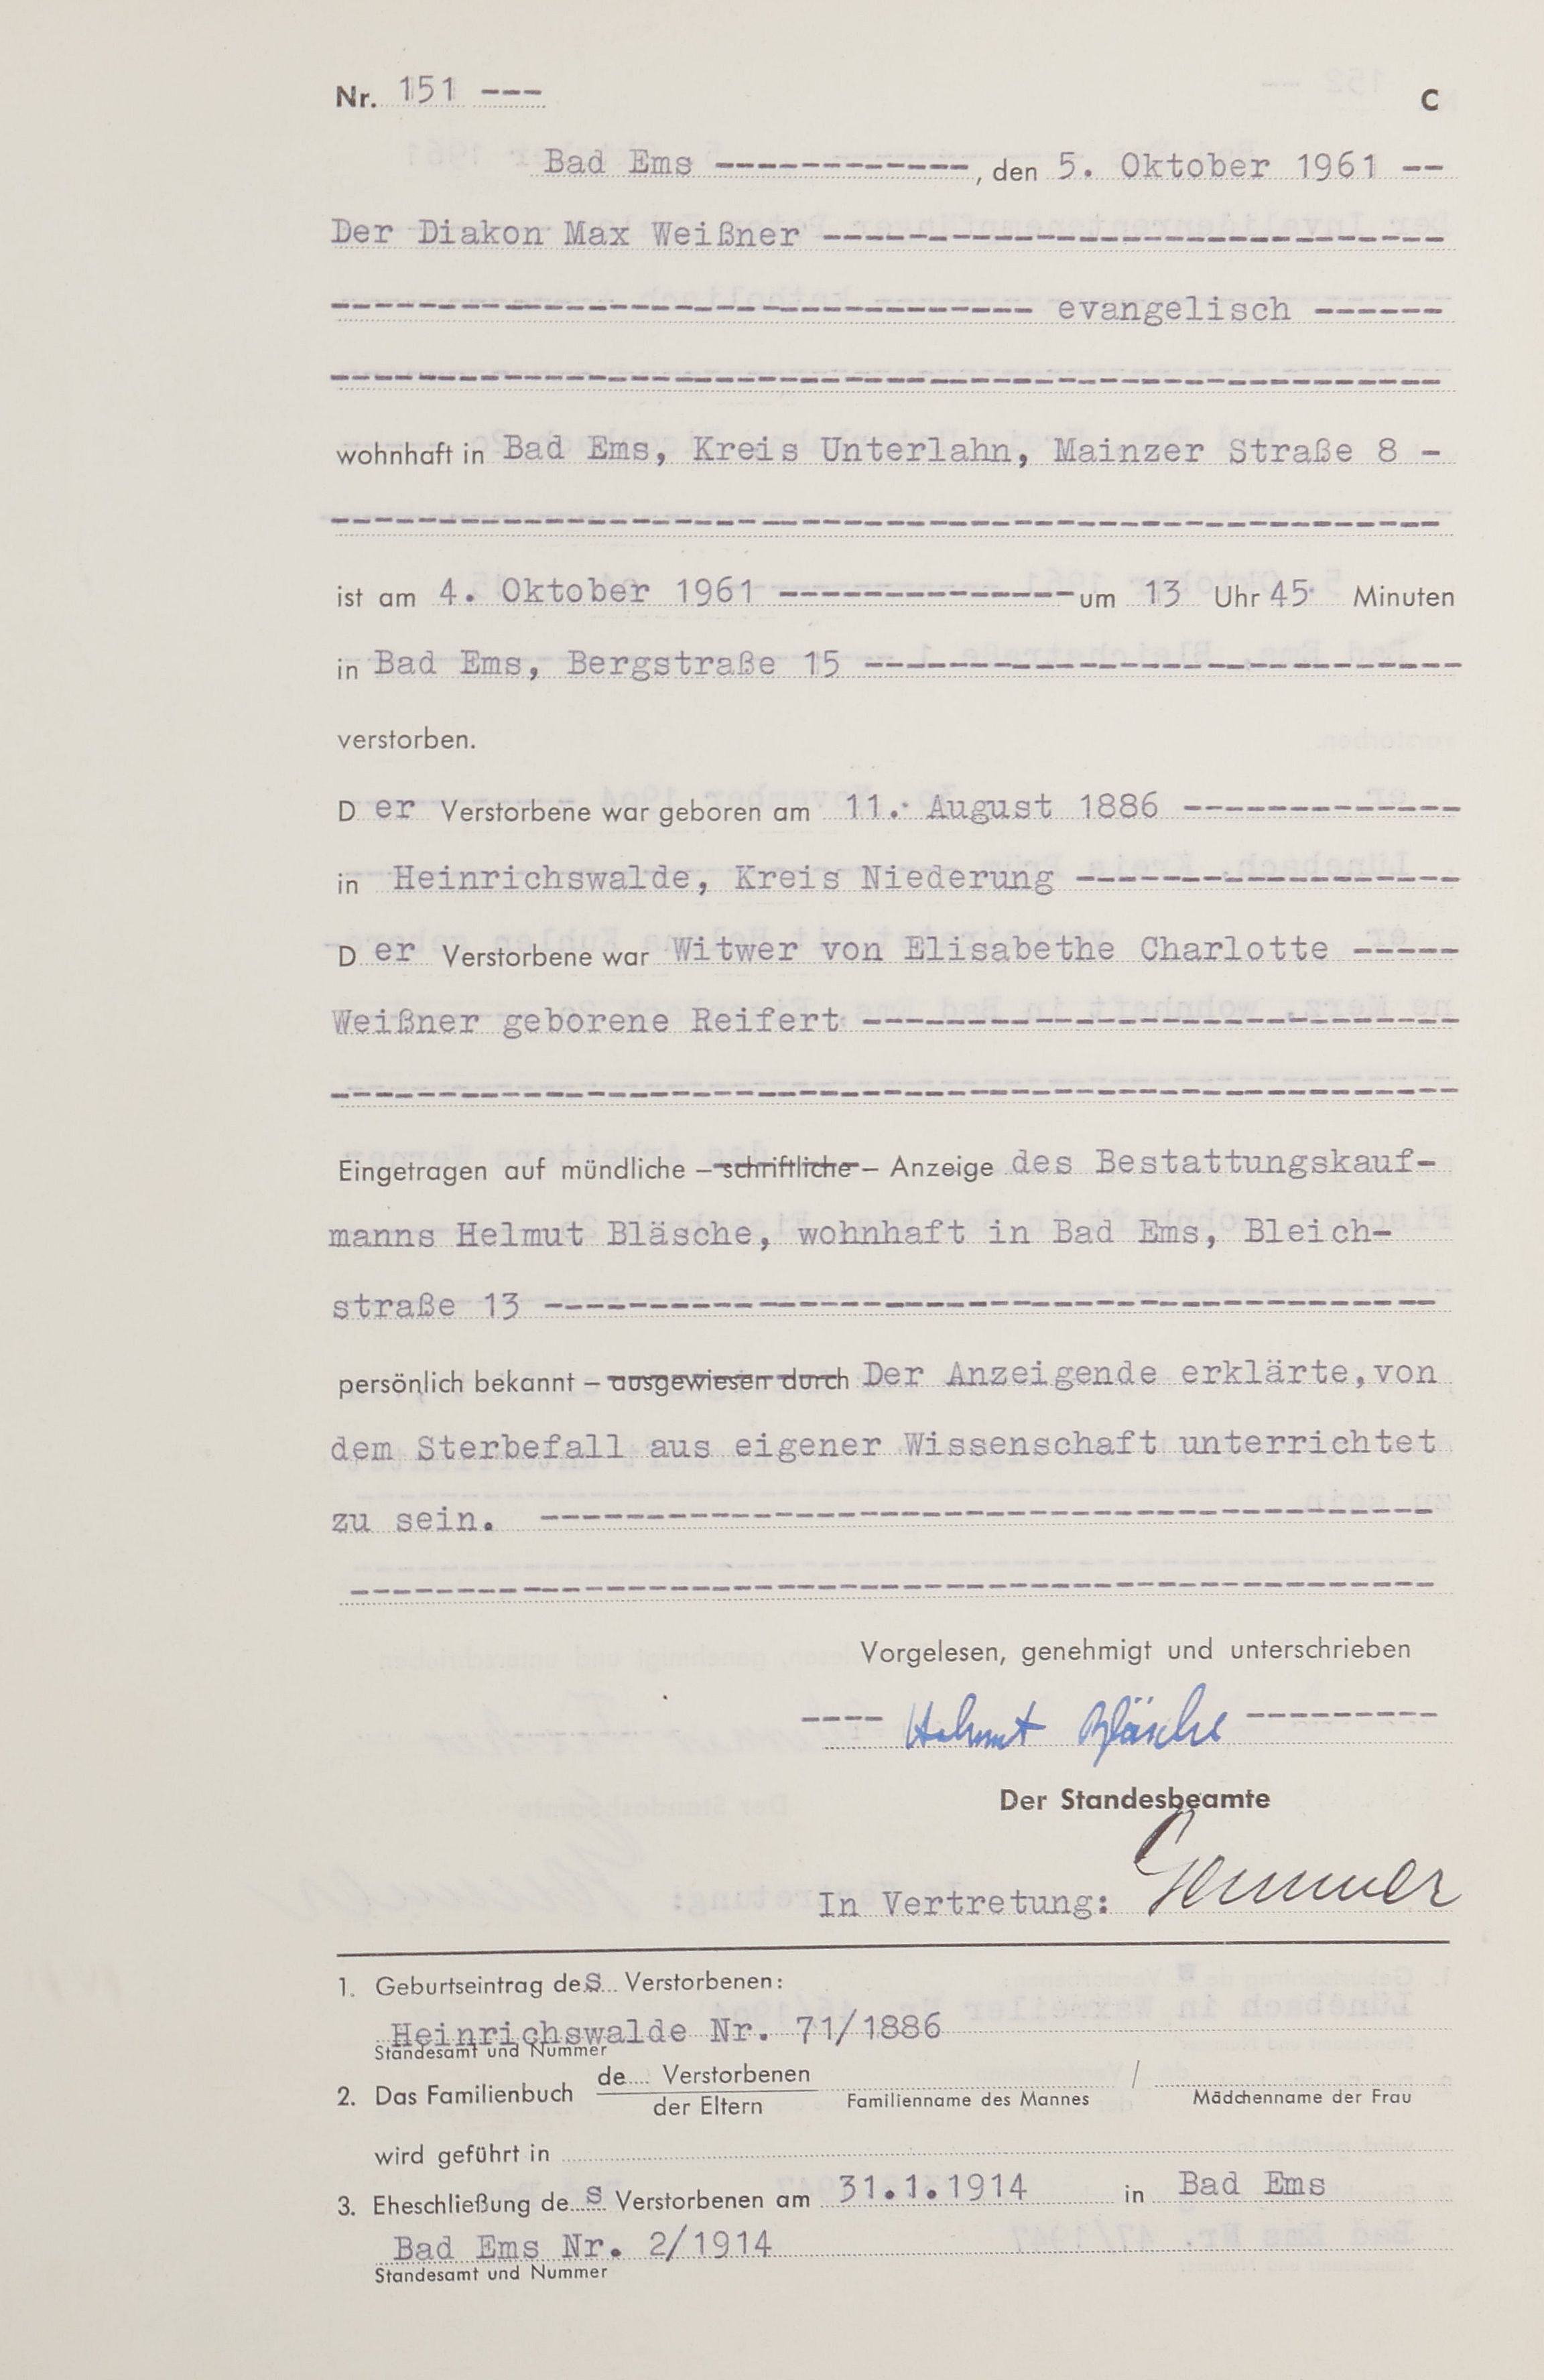 Nr. 151 --- C
Bad Ems ------------, den 5. Oktober 1961 --
Der Diakon Max Weißner -----------------------------
--------------------------------- evangelisch ------
----------------------------------------------------
wohnhaft in Bad Ems, Kreis Unterlahn, Mainzer Straße 8 -
----------------------------------------------------
ist am 4. Oktober 1961 -------------- um 13 Uhr 45 Minuten
in Bad Ems, Bergstraße 15 ----------------------------
verstorben.
D er Verstorbene war geboren am 11. August 1886 -------------
in Heinrichswalde, Kreis Niederung ------------------
D er Verstorbene war Witwer von Elisabethe Charlotte -----
Weißner geborene Reifert ----------------------------
-----------------------------------------------------
Eingetragen auf mündliche – schriftliche – Anzeige des Bestattungskauf-
manns Helmut Bläsche, wohnhaft in Bad Ems, Bleich-
straße 13 ------------------------------------------
persönlich bekannt – ausgewiesen durch Der Anzeigende erklärte, von
dem Sterbefall aus eigener Wissenschaft unterrichtet
zu sein. ------------------------------------------
---------------------------------------------------
Vorgelesen, genehmigt und unterschrieben
---- Helmut Bläsche ---------
Der Standesbeamte
In Vertretung:
1. Geburtseintrag des Verstorbenen:
Heinrichswalde Nr. 71/1886
Standesamt und Nummer
2. Das Familienbuch de Verstorbenen /
der Eltern Familienname des Mannes Mädchenname der Frau
wird geführt in
3. Eheschließung de s Verstorbenen am 31.1.1914 in Bad Ems
Bad Ems Nr. 2/1914
Standesamt und Nummer